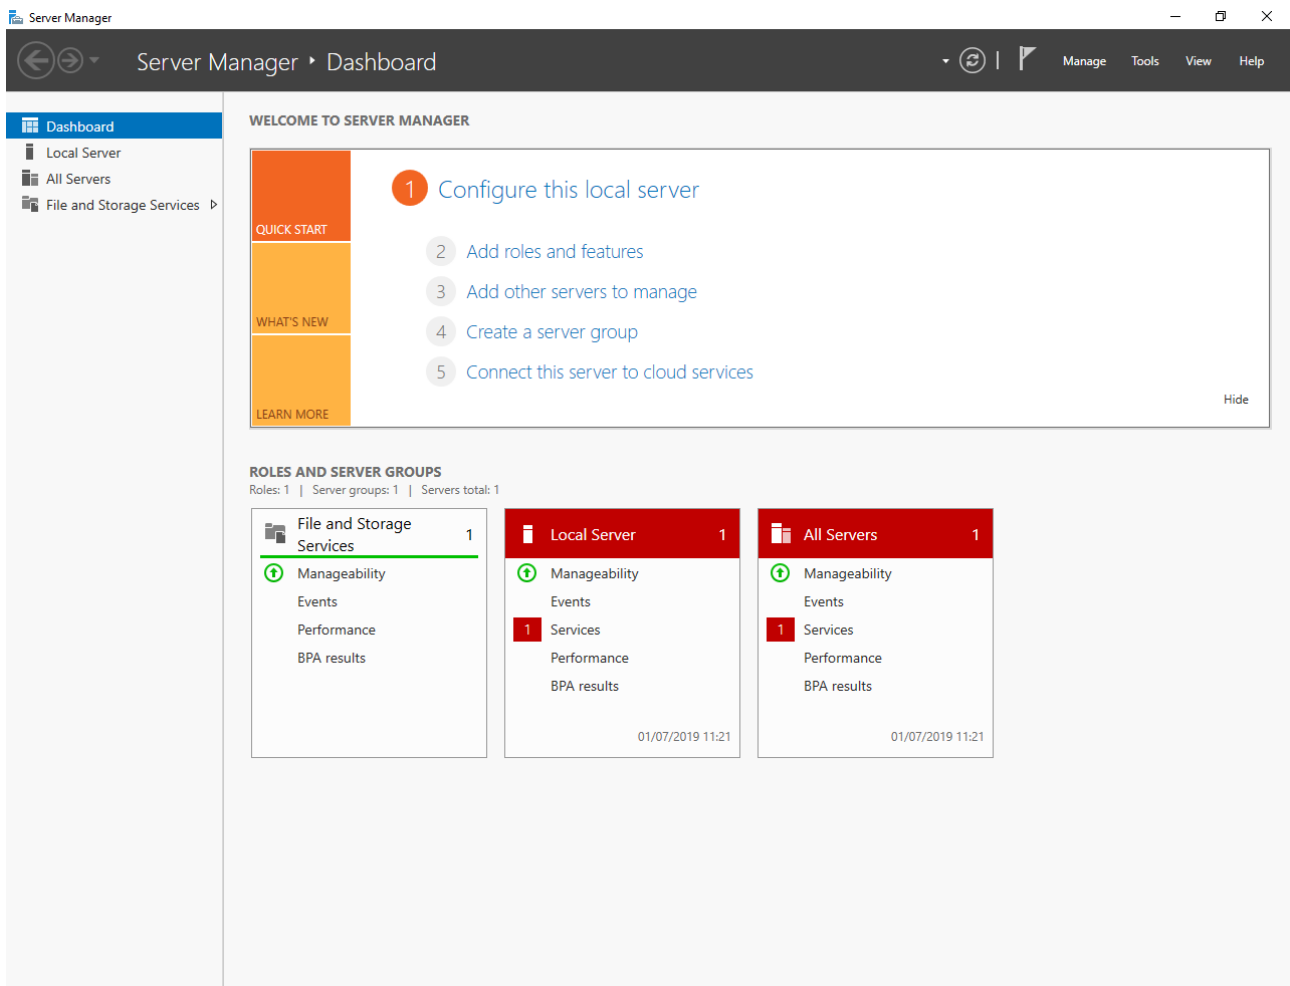 Server Manager
Server Manager • Dashboard
Manage Tools View Help
Dashboard
Local Server
All Servers
File and Storage Services
WELCOME TO SERVER MANAGER
QUICK START
WHAT'S NEW
LEARN MORE
1 Configure this local server
2 Add roles and features
3 Add other servers to manage
4 Create a server group
5 Connect this server to cloud services
Hide
ROLES AND SERVER GROUPS
Roles: 1 | Server groups: 1 | Servers total: 1
File and Storage
Services
1
Manageability
Events
Performance
BPA results
Local Server 1
Manageability
Events
1 Services
Performance
BPA results
01/07/2019 11:21
All Servers 1
Manageability
Events
1 Services
Performance
BPA results
01/07/2019 11:21